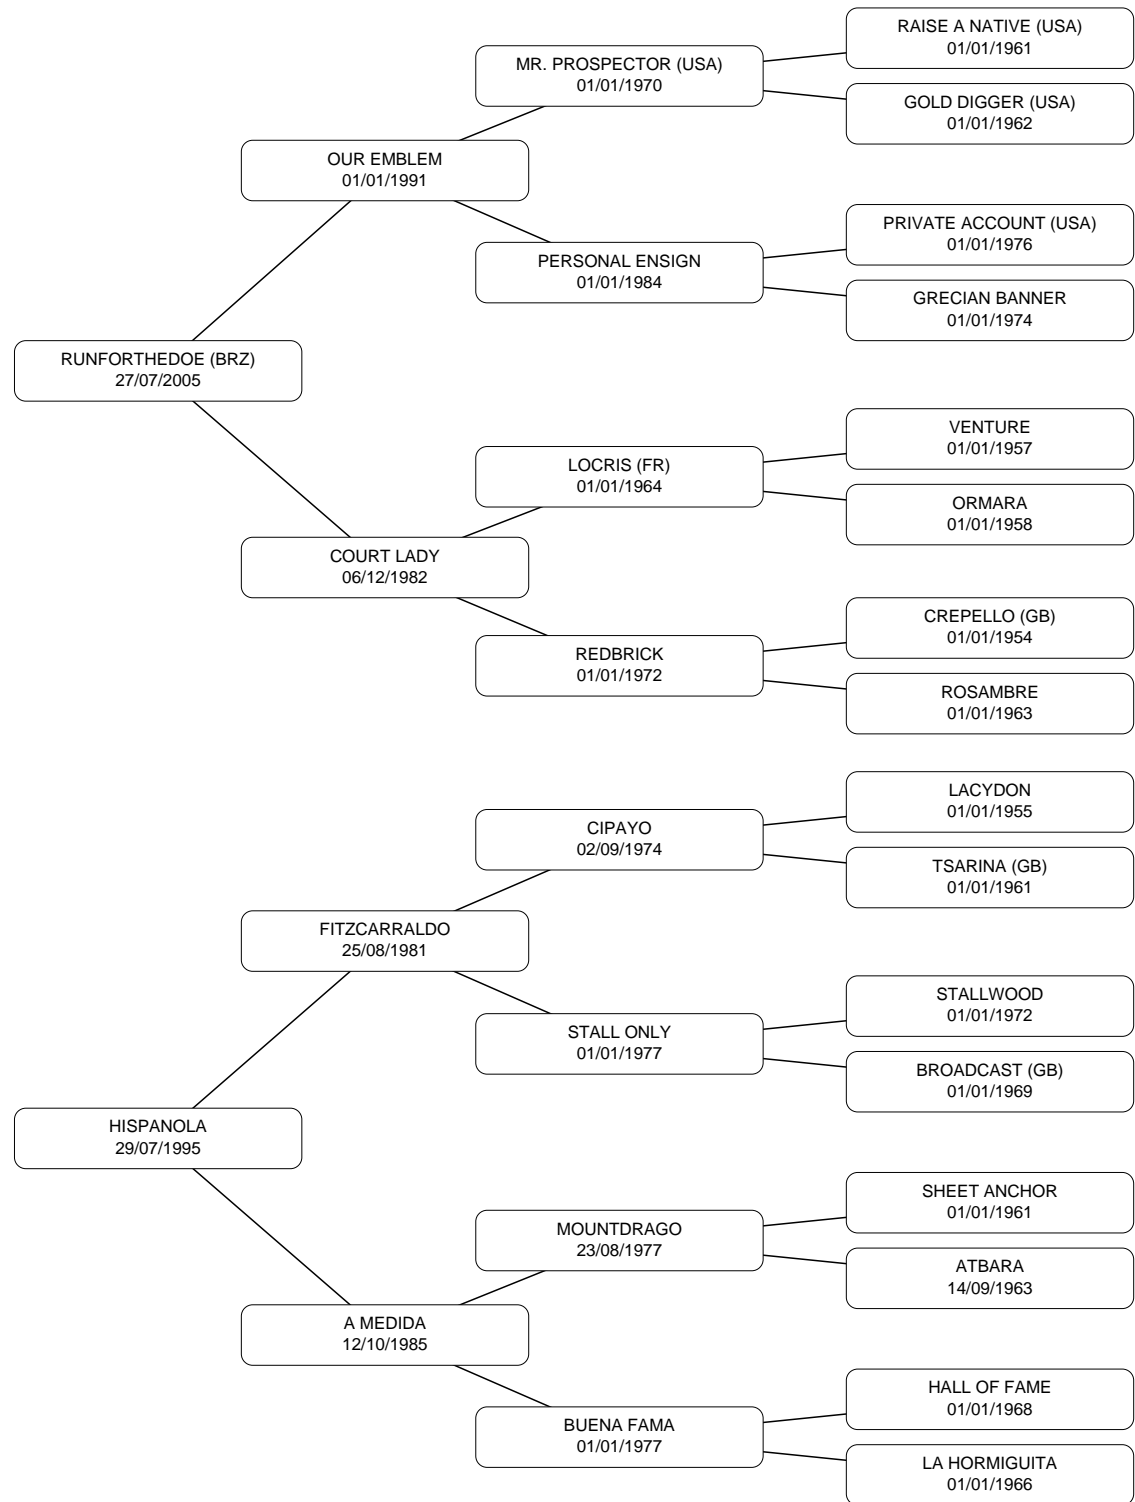 RAISE A NATIVE (USA)
01/01/1961
MR. PROSPECTOR (USA)
01/01/1970
GOLD DIGGER (USA)
01/01/1962
OUR EMBLEM
01/01/1991
PRIVATE ACCOUNT (USA)
01/01/1976
PERSONAL ENSIGN
01/01/1984
GRECIAN BANNER
01/01/1974
RUNFORTHEDOE (BRZ)
27/07/2005
VENTURE
01/01/1957
LOCRIS (FR)
01/01/1964
ORMARA
01/01/1958
COURT LADY
06/12/1982
CREPELLO (GB)
01/01/1954
REDBRICK
01/01/1972
ROSAMBRE
01/01/1963
LACYDON
01/01/1955
CIPAYO
02/09/1974
TSARINA (GB)
01/01/1961
FITZCARRALDO
25/08/1981
STALLWOOD
01/01/1972
STALL ONLY
01/01/1977
BROADCAST (GB)
01/01/1969
HISPANOLA
29/07/1995
SHEET ANCHOR
01/01/1961
MOUNTDRAGO
23/08/1977
ATBARA
14/09/1963
A MEDIDA
12/10/1985
HALL OF FAME
01/01/1968
BUENA FAMA
01/01/1977
LA HORMIGUITA
01/01/1966